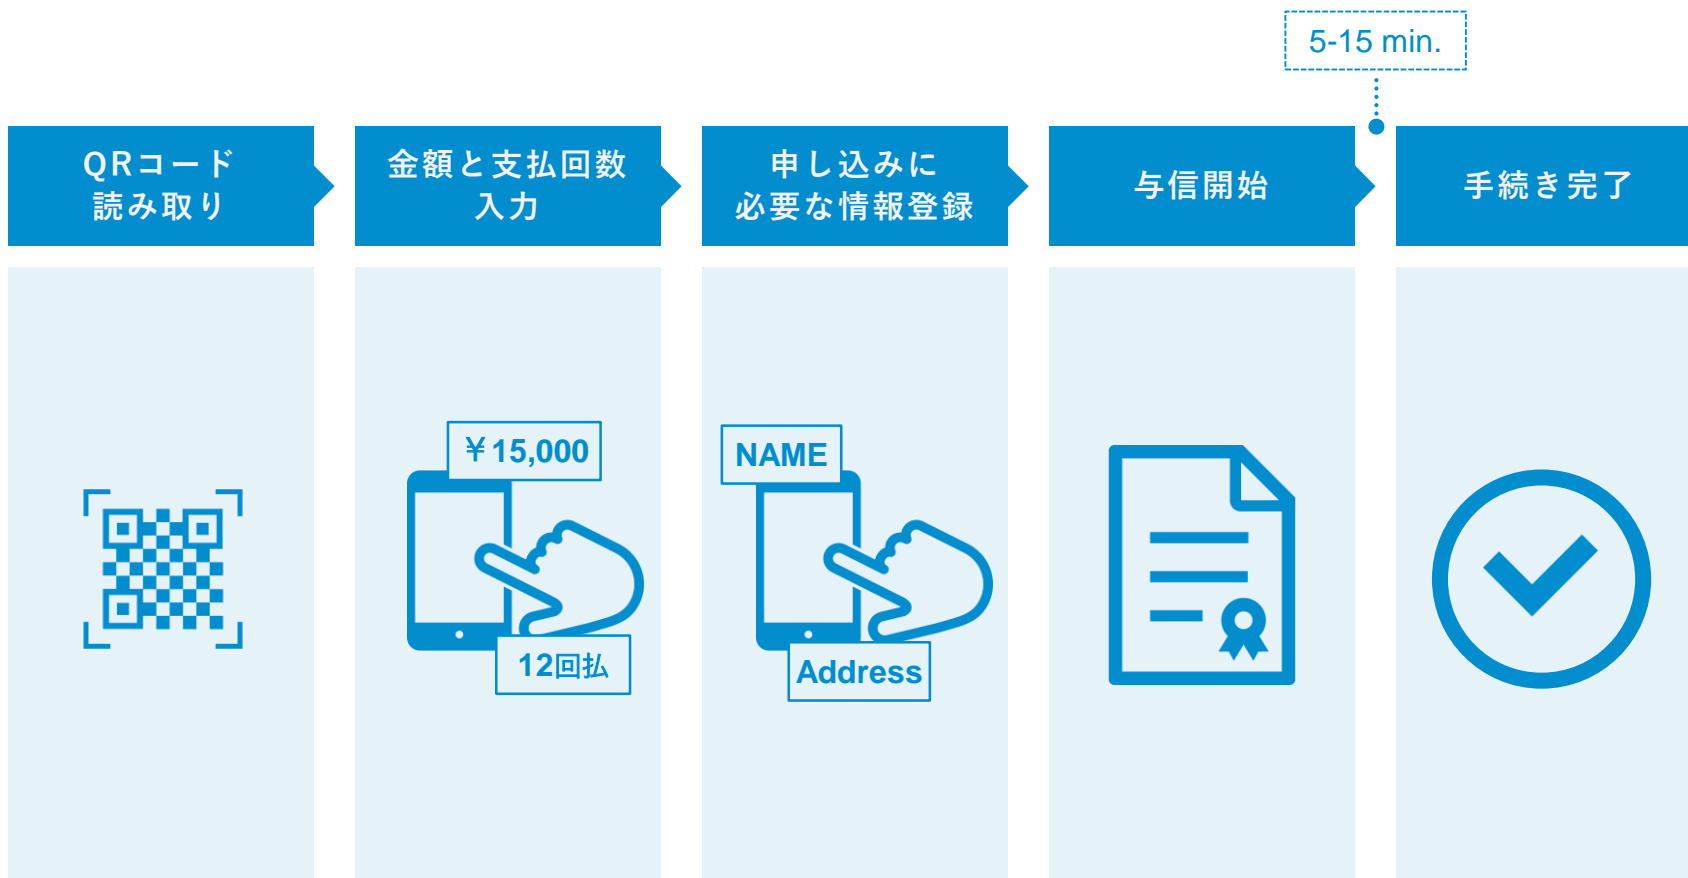 5-15 min.
QRコード
読み取り
金額と支払回数
入力
申し込みに
必要な情報登録
与信開始
手続き完了
￥15,000
12回払
NAME
Address